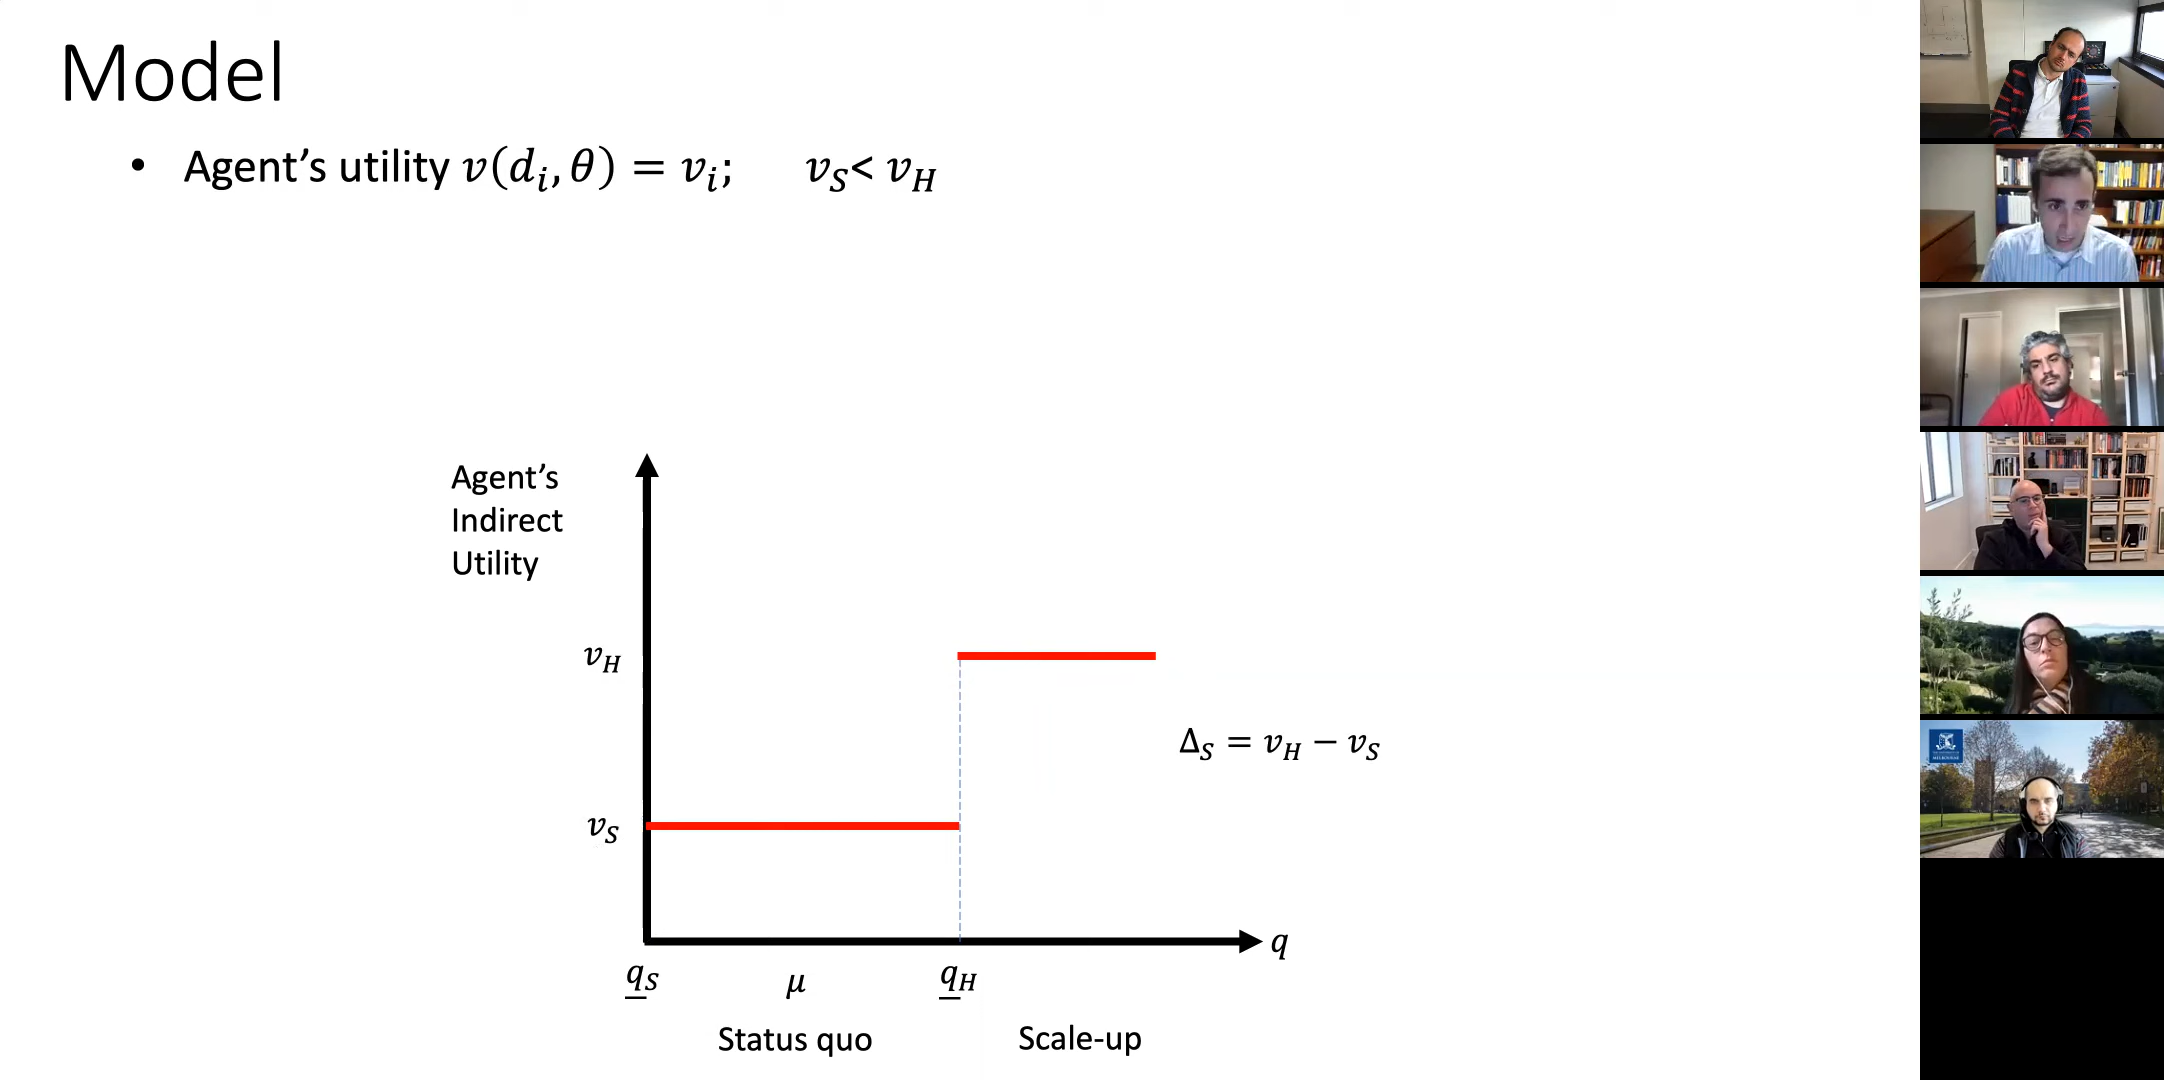 Model
• Agent’s utility v(d_i, θ) = v_i; v_S< v_H
Agent’s
Indirect
Utility
v_H
Δ_S = v_H − v_S
v_S
q
q_S μ q_H
Status quo Scale-up
MELBOURNE